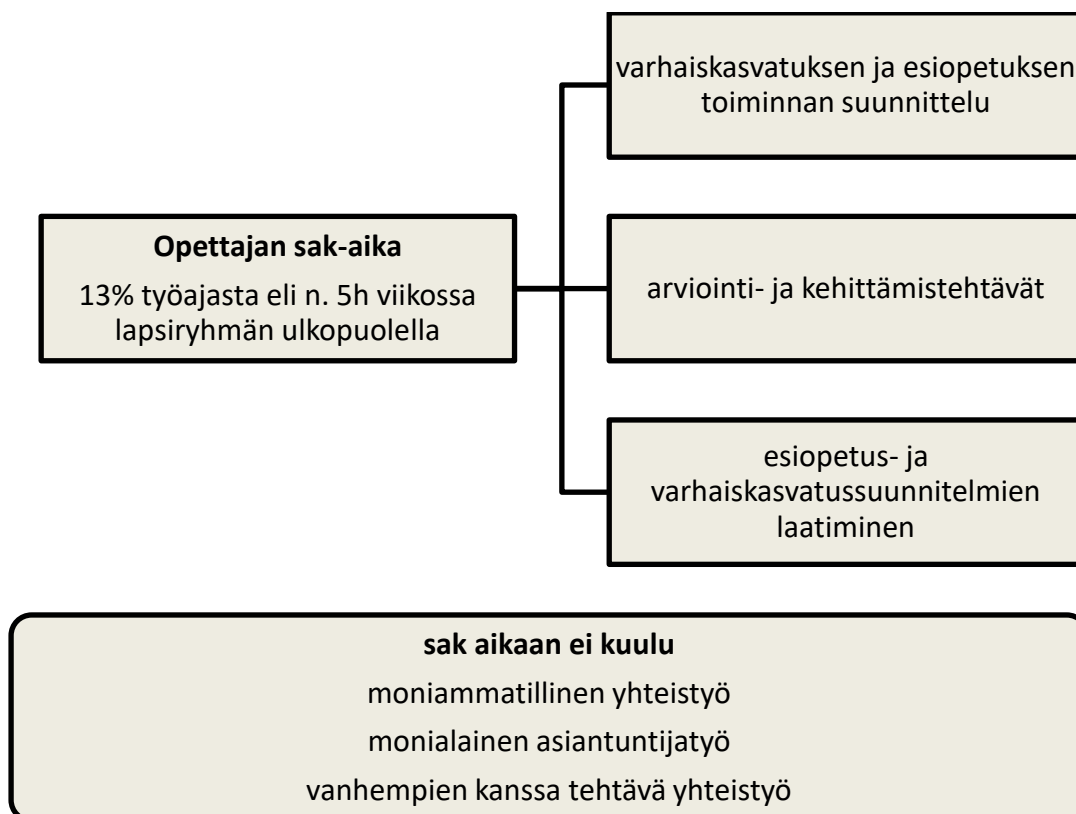 varhaiskasvatuksen ja esiopetuksen
toiminnan suunnittelu
Opettajan sak-aika
13% työajasta eli n. 5h viikossa
lapsiryhmän ulkopuolella
arviointi- ja kehittämistehtävät
esiopetus- ja
varhaiskasvatussuunnitelmien
laatiminen
sak aikaan ei kuulu
moniammatillinen yhteistyö
monialainen asiantuntijatyö
vanhempien kanssa tehtävä yhteistyö